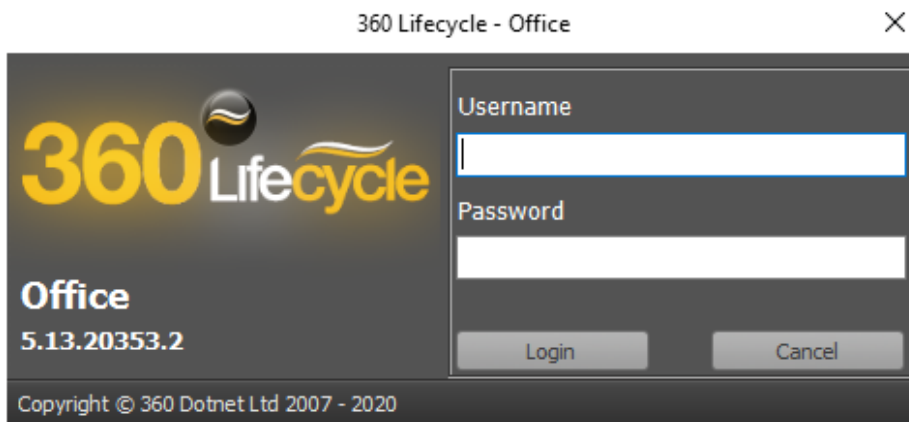 360 Lifecycle - Office
360 Lifecycle
Office
5.13.20353.2
Username
Password
Login
Cancel
Copyright © 360 Dotnet Ltd 2007 - 2020